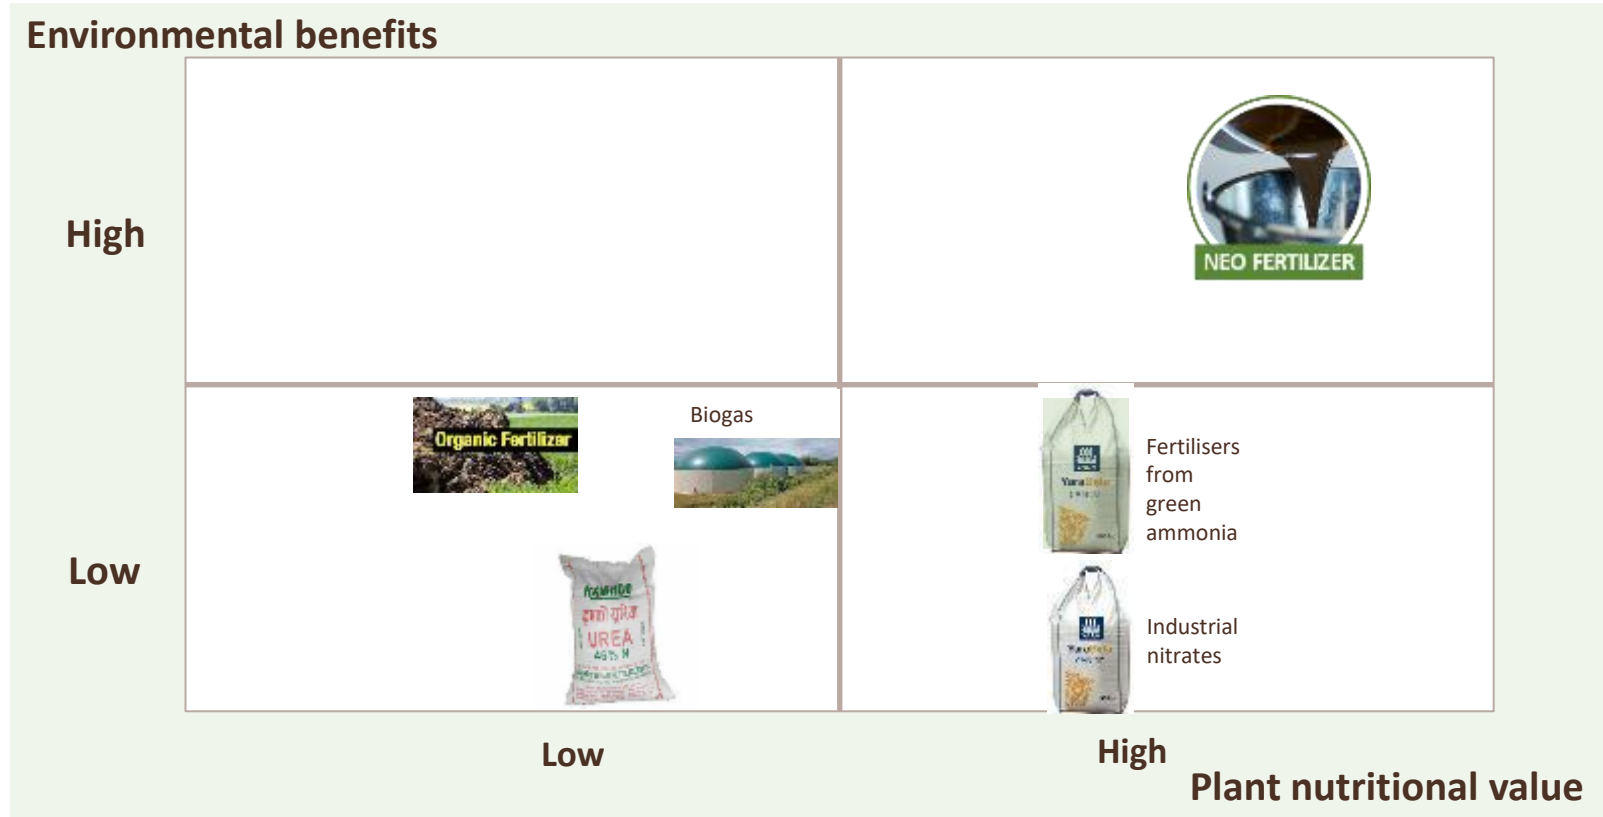 Environmental benefits
High
NEO FERTILIZER
Organic Fertilizer
Biogas
Fertilisers
from
green
ammonia
Low
UREA
46% N
Industrial
nitrates
Low
High
Plant nutritional value